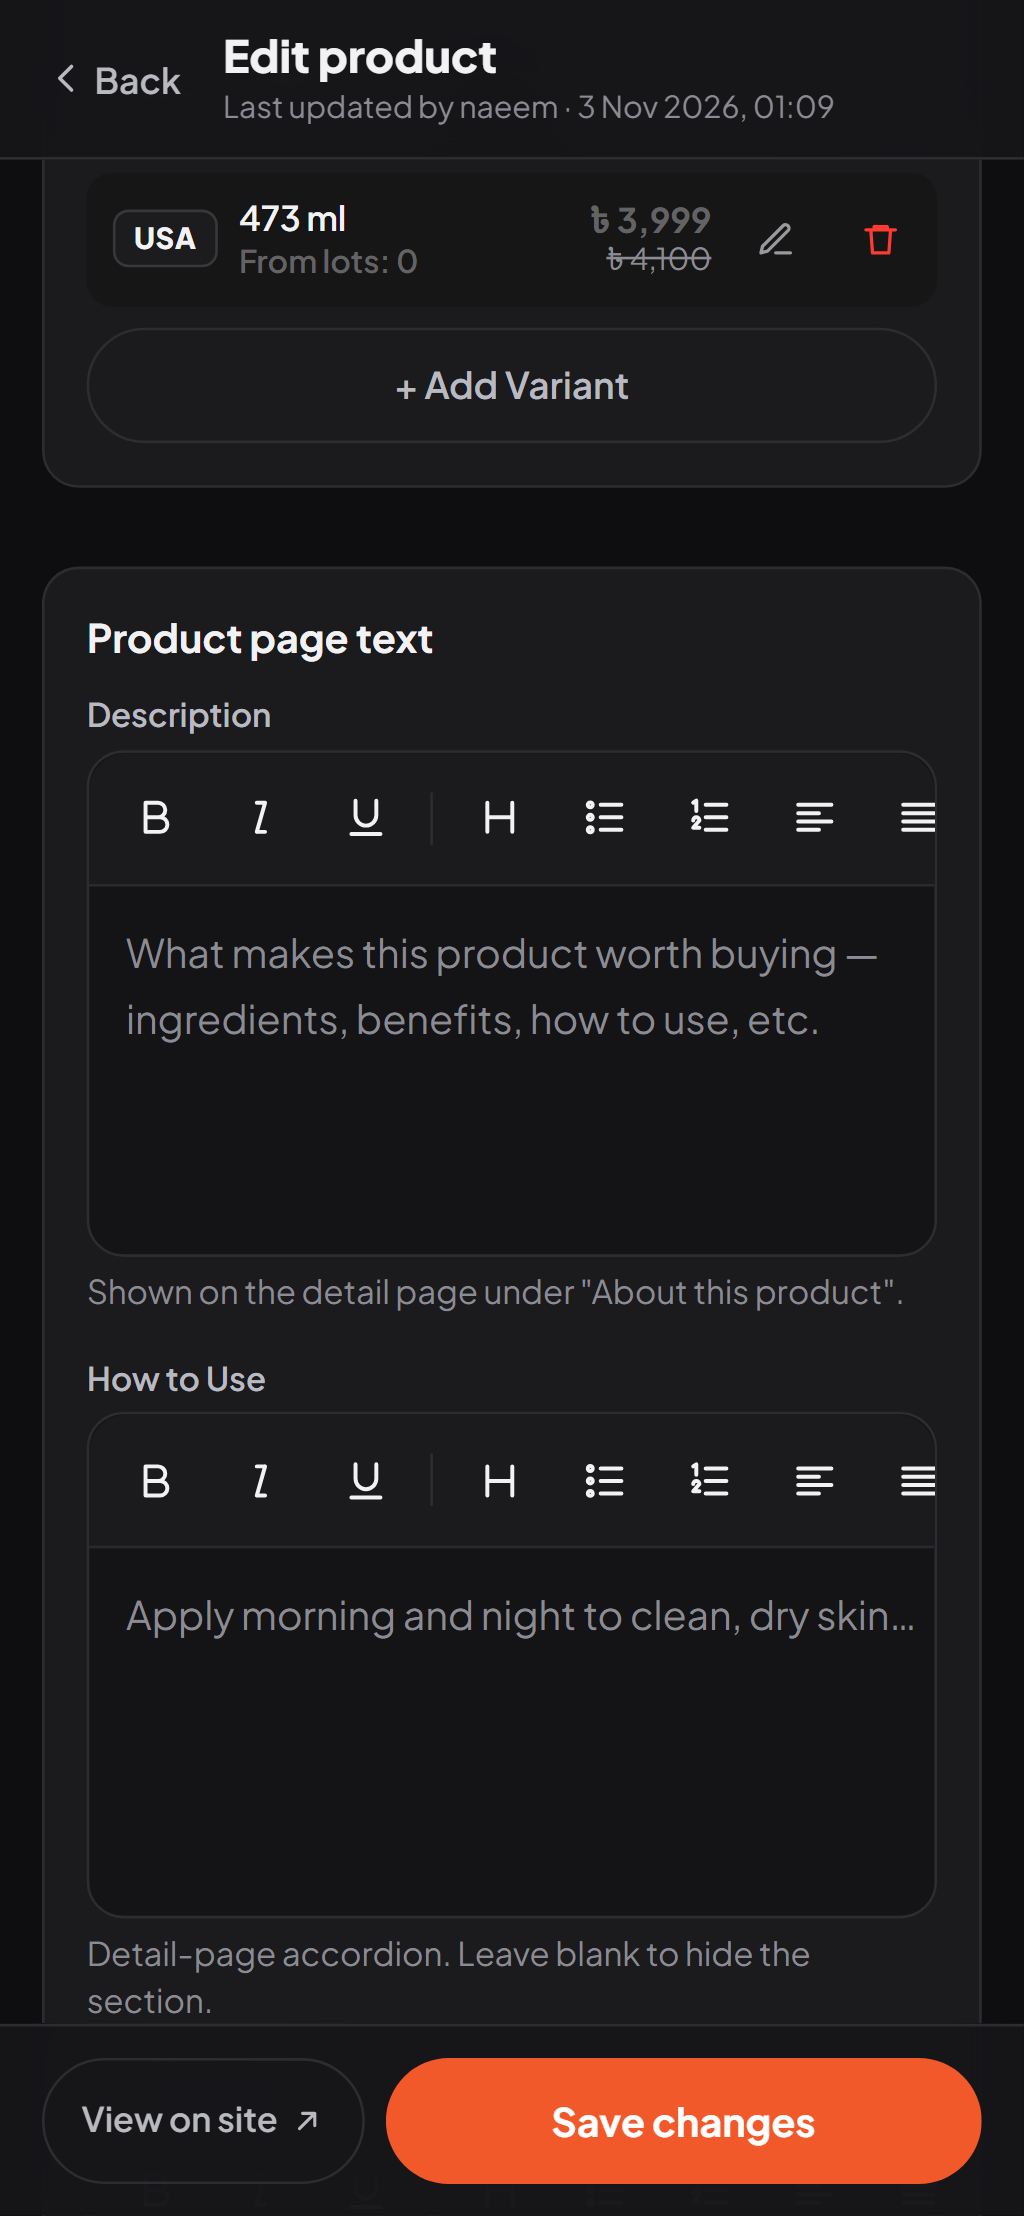 Back
Edit product
Last updated by naeem · 3 Nov 2026, 01:09
USA
473 ml
৳ 3,999
From lots: 0
৳ 4,100
+ Add Variant
Product page text
Description
B I U H
What makes this product worth buying —
ingredients, benefits, how to use, etc.
Shown on the detail page under "About this product".
How to Use
B I U H
Apply morning and night to clean, dry skin...
Detail-page accordion. Leave blank to hide the
section.
View on site ↗
Save changes